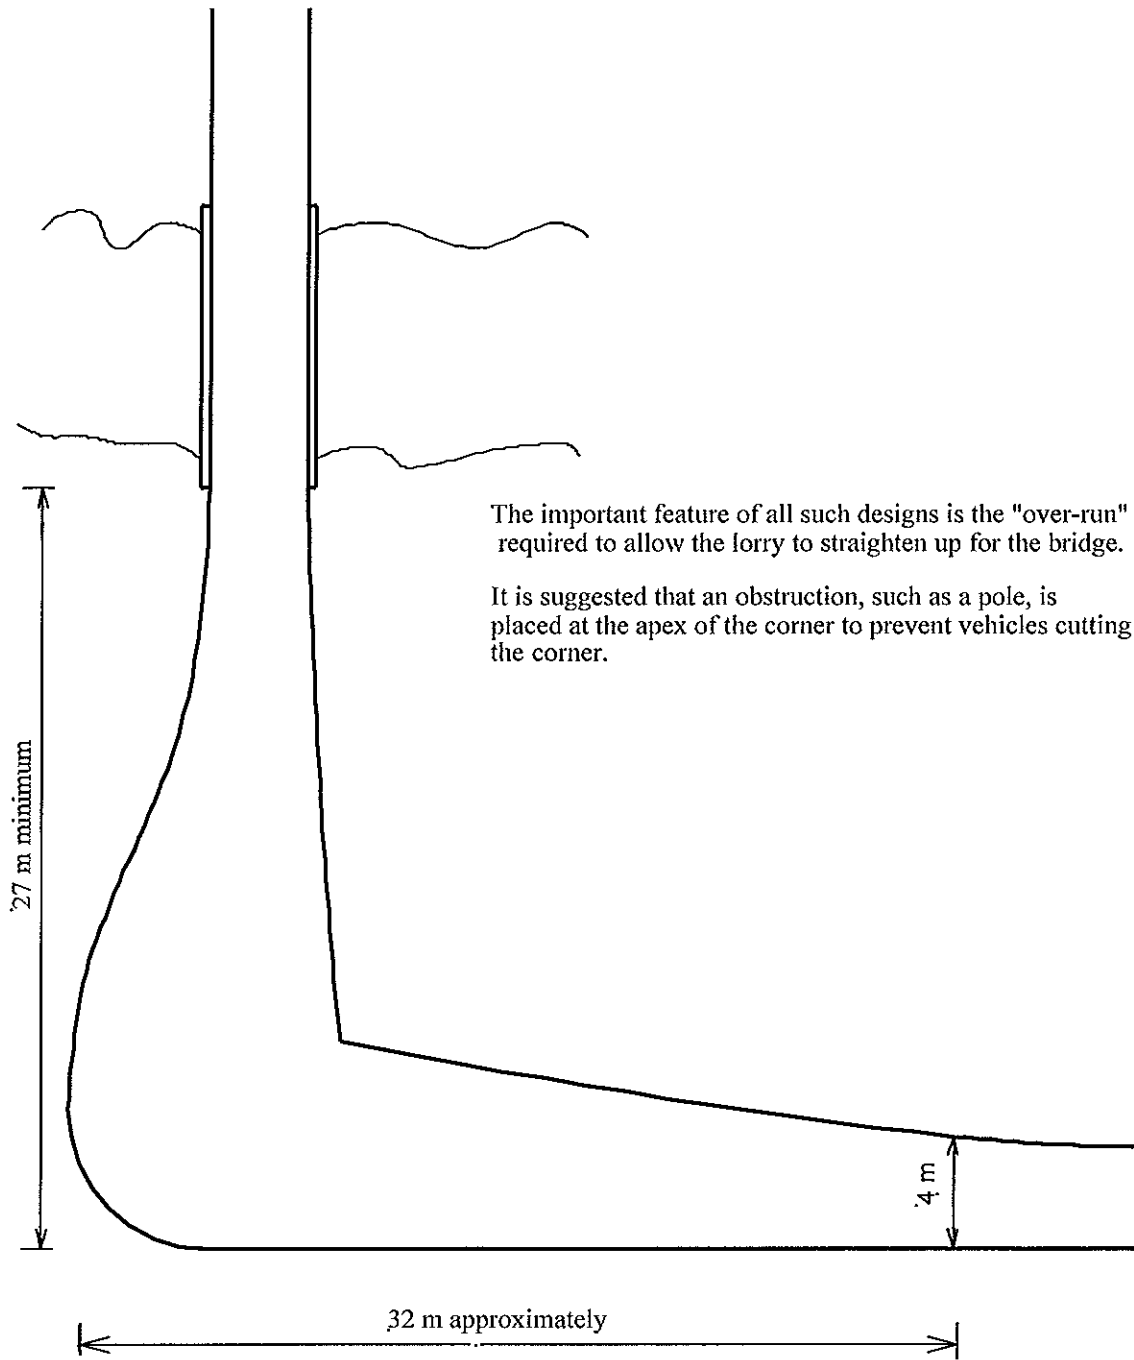 The important feature of all such designs is the "over-run"
required to allow the lorry to straighten up for the bridge.
It is suggested that an obstruction, such as a pole, is
placed at the apex of the corner to prevent vehicles cutting
the corner.
27 m minimum
4 m
32 m approximately